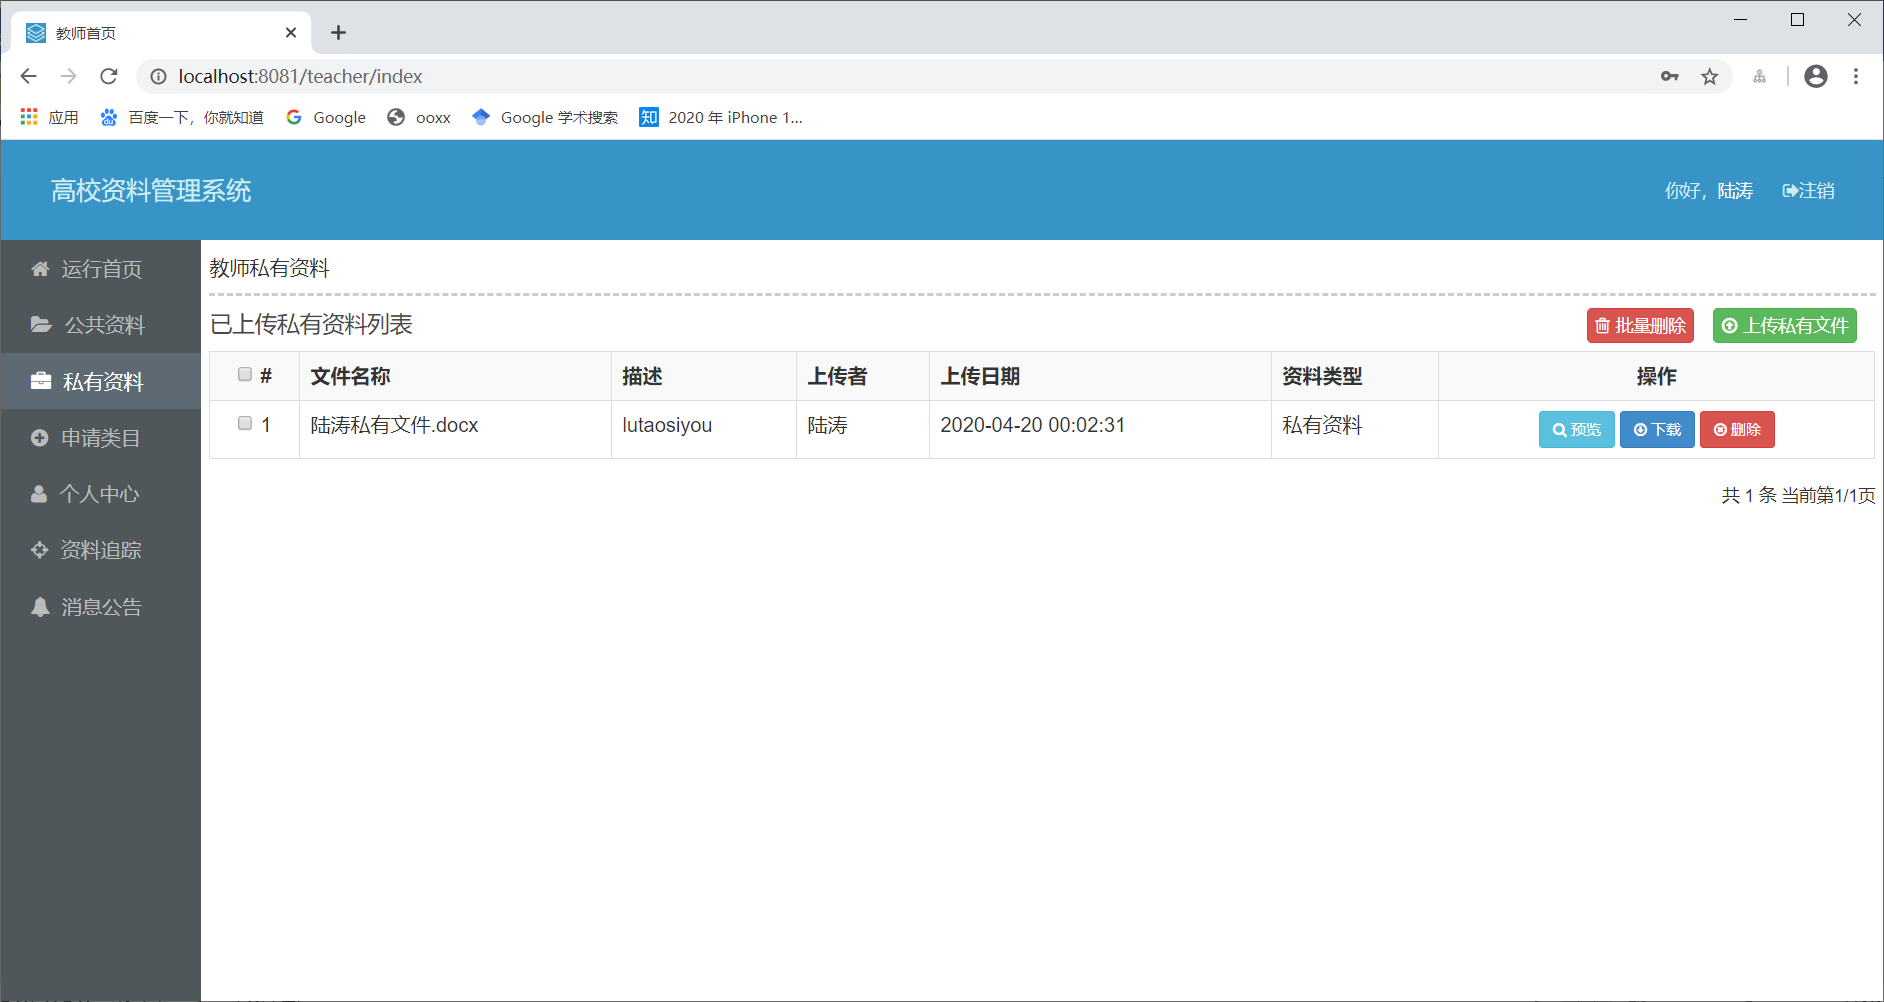 教师首页
localhost:8081/teacher/index
应用 百度一下，你就知道 Google ooxx Google 学术搜索 知 2020 年 iPhone 1...
高校资料管理系统
你好，陆涛 注销
运行首页
公共资料
私有资料
申请类目
个人中心
资料追踪
消息公告
教师私有资料
已上传私有资料列表
批量删除 上传私有文件
# 文件名称 描述 上传者 上传日期 资料类型 操作
1 陆涛私有文件.docx lutaosiyou 陆涛 2020-04-20 00:02:31 私有资料 预览 下载 删除
共 1 条 当前第1/1页